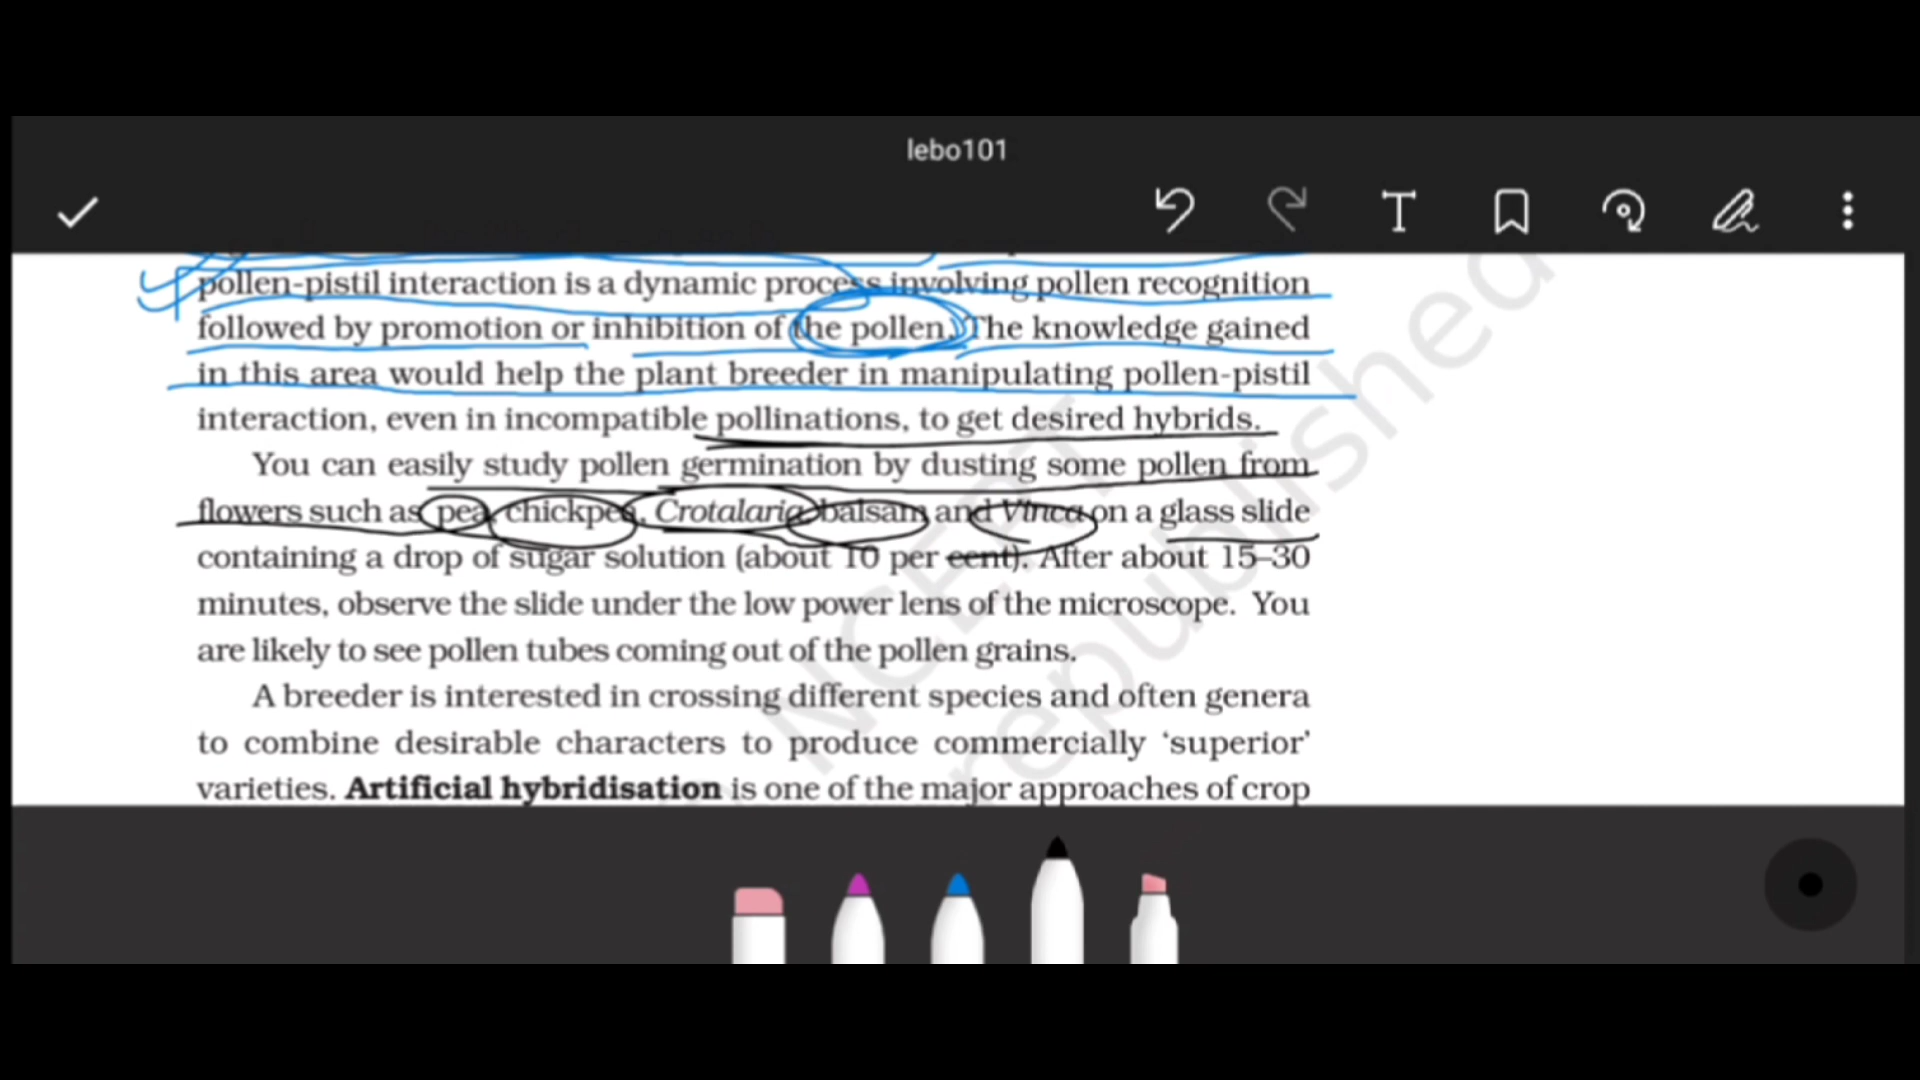 lebo101
pollen-pistil interaction is a dynamic process involving pollen recognition
followed by promotion or inhibition of the pollen. The knowledge gained
in this area would help the plant breeder in manipulating pollen-pistil
interaction, even in incompatible pollinations, to get desired hybrids.
You can easily study pollen germination by dusting some pollen from
flowers such as pea, chickpea, Crotalaria, balsam and Vinca on a glass slide
containing a drop of sugar solution (about 10 per cent). After about 15–30
minutes, observe the slide under the low power lens of the microscope. You
are likely to see pollen tubes coming out of the pollen grains.
A breeder is interested in crossing different species and often genera
to combine desirable characters to produce commercially ‘superior’
varieties. Artificial hybridisation is one of the major approaches of crop
NCERT
republished